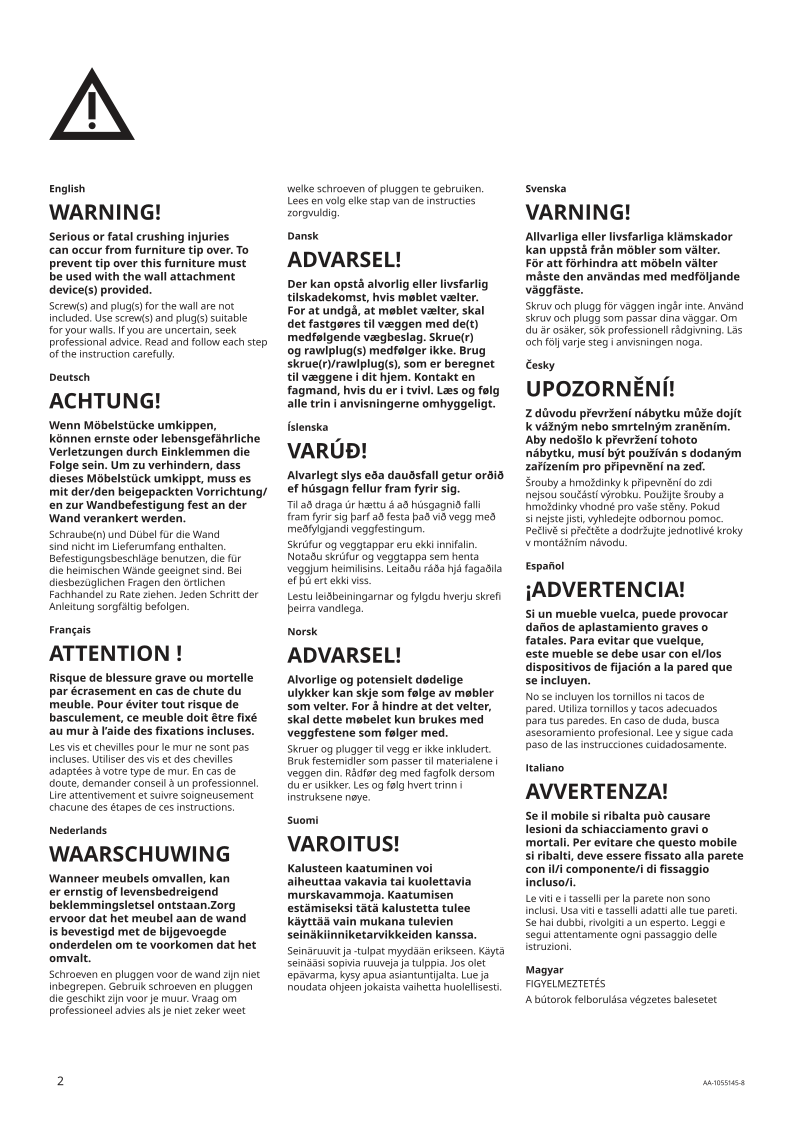 English
WARNING!
Serious or fatal crushing injuries
can occur from furniture tip over. To
prevent tip over this furniture must
be used with the wall attachment
device(s) provided.
Screw(s) and plug(s) for the wall are not
included. Use screw(s) and plug(s) suitable
for your walls. If you are uncertain, seek
professional advice. Read and follow each step
of the instruction carefully.
Deutsch
ACHTUNG!
Wenn Möbelstücke umkippen,
können ernste oder lebensgefährliche
Verletzungen durch Einklemmen die
Folge sein. Um zu verhindern, dass
dieses Möbelstück umkippt, muss es
mit der/den beigepackten Vorrichtung/
en zur Wandbefestigung fest an der
Wand verankert werden.
Schraube(n) und Dübel für die Wand
sind nicht im Lieferumfang enthalten.
Befestigungsbeschläge benutzen, die für
die heimischen Wände geeignet sind. Bei
diesbezüglichen Fragen den örtlichen
Fachhandel zu Rate ziehen. Jeden Schritt der
Anleitung sorgfältig befolgen.
Français
ATTENTION !
Risque de blessure grave ou mortelle
par écrasement en cas de chute du
meuble. Pour éviter tout risque de
basculement, ce meuble doit être fixé
au mur à l’aide des fixations incluses.
Les vis et chevilles pour le mur ne sont pas
incluses. Utiliser des vis et des chevilles
adaptées à votre type de mur. En cas de
doute, demander conseil à un professionnel.
Lire attentivement et suivre soigneusement
chacune des étapes de ces instructions.
Nederlands
WAARSCHUWING
Wanneer meubels omvallen, kan
er ernstig of levensbedreigend
beklemmingsletsel ontstaan.Zorg
ervoor dat het meubel aan de wand
is bevestigd met de bijgevoegde
onderdelen om te voorkomen dat het
omvalt.
Schroeven en pluggen voor de wand zijn niet
inbegrepen. Gebruik schroeven en pluggen
die geschikt zijn voor je muur. Vraag om
professioneel advies als je niet zeker weet
welke schroeven of pluggen te gebruiken.
Lees en volg elke stap van de instructies
zorgvuldig.
Dansk
ADVARSEL!
Der kan opstå alvorlig eller livsfarlig
tilskadekomst, hvis møblet vælter.
For at undgå, at møblet vælter, skal
det fastgøres til væggen med de(t)
medfølgende vægbeslag. Skrue(r)
og rawlplug(s) medfølger ikke. Brug
skrue(r)/rawlplug(s), som er beregnet
til væggene i dit hjem. Kontakt en
fagmand, hvis du er i tvivl. Læs og følg
alle trin i anvisningerne omhyggeligt.
Íslenska
VARÚÐ!
Alvarlegt slys eða dauðsfall getur orðið
ef húsgagn fellur fram fyrir sig.
Til að draga úr hættu á að húsgagnið falli
fram fyrir sig þarf að festa það við vegg með
meðfylgjandi veggfestingum.
Skrúfur og veggtappar eru ekki innifalin.
Notaðu skrúfur og veggtappa sem henta
veggjum heimilisins. Leitaðu ráða hjá fagaðila
ef þú ert ekki viss.
Lestu leiðbeiningarnar og fylgdu hverju skrefi
þeirra vandlega.
Norsk
ADVARSEL!
Alvorlige og potensielt dødelige
ulykker kan skje som følge av møbler
som velter. For å hindre at det velter,
skal dette møbelet kun brukes med
veggfestene som følger med.
Skruer og plugger til vegg er ikke inkludert.
Bruk festemidler som passer til materialene i
veggen din. Rådfør deg med fagfolk dersom
du er usikker. Les og følg hvert trinn i
instruksene nøye.
Suomi
VAROITUS!
Kalusteen kaatuminen voi
aiheuttaa vakavia tai kuolettavia
murskavammoja. Kaatumisen
estämiseksi tätä kalustetta tulee
käyttää vain mukana tulevien
seinäkiinniketarvikkeiden kanssa.
Seinäruuvit ja -tulpat myydään erikseen. Käytä
seinääsi sopivia ruuveja ja tulppia. Jos olet
epävarma, kysy apua asiantuntijalta. Lue ja
noudata ohjeen jokaista vaihetta huolellisesti.
Svenska
VARNING!
Allvarliga eller livsfarliga klämskador
kan uppstå från möbler som välter.
För att förhindra att möbeln välter
måste den användas med medföljande
väggfäste.
Skruv och plugg för väggen ingår inte. Använd
skruv och plugg som passar dina väggar. Om
du är osäker, sök professionell rådgivning. Läs
och följ varje steg i anvisningen noga.
Česky
UPOZORNĚNÍ!
Z důvodu převržení nábytku může dojít
k vážným nebo smrtelným zraněním.
Aby nedošlo k převržení tohoto
nábytku, musí být používán s dodaným
zařízením pro připevnění na zeď.
Šrouby a hmoždinky k připevnění do zdi
nejsou součástí výrobku. Použijte šrouby a
hmoždinky vhodné pro vaše stěny. Pokud
si nejste jisti, vyhledejte odbornou pomoc.
Pečlivě si přečtěte a dodržujte jednotlivé kroky
v montážním návodu.
Español
¡ADVERTENCIA!
Si un mueble vuelca, puede provocar
daños de aplastamiento graves o
fatales. Para evitar que vuelque,
este mueble se debe usar con el/los
dispositivos de fijación a la pared que
se incluyen.
No se incluyen los tornillos ni tacos de
pared. Utiliza tornillos y tacos adecuados
para tus paredes. En caso de duda, busca
asesoramiento profesional. Lee y sigue cada
paso de las instrucciones cuidadosamente.
Italiano
AVVERTENZA!
Se il mobile si ribalta può causare
lesioni da schiacciamento gravi o
mortali. Per evitare che questo mobile
si ribalti, deve essere fissato alla parete
con il/i componente/i di fissaggio
incluso/i.
Le viti e i tasselli per la parete non sono
inclusi. Usa viti e tasselli adatti alle tue pareti.
Se hai dubbi, rivolgiti a un esperto. Leggi e
segui attentamente ogni passaggio delle
istruzioni.
Magyar
FIGYELMEZTETÉS
A bútorok felborulása végzetes balesetet
2
AA-1055145-8